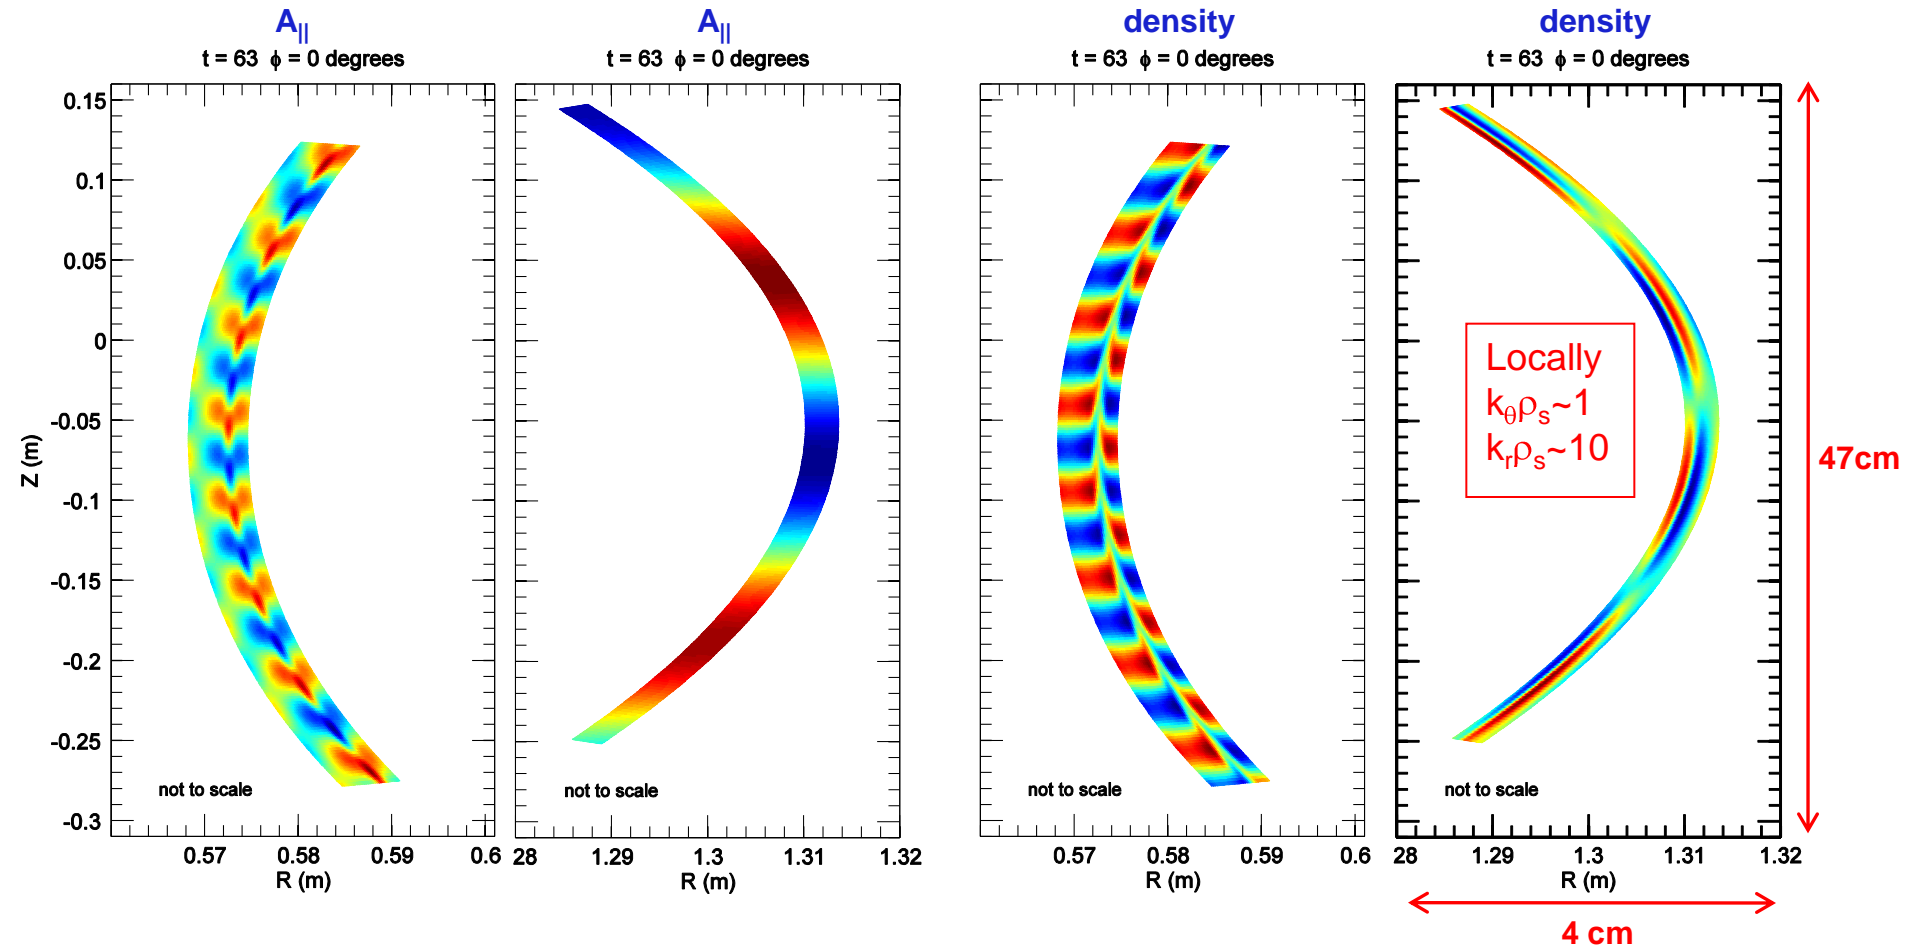 A||
t = 63 ϕ = 0 degrees
A||
t = 63 ϕ = 0 degrees
density
t = 63 ϕ = 0 degrees
density
t = 63 ϕ = 0 degrees
0.15
0.1
0.05
0
-0.05
-0.1
-0.15
-0.2
-0.25
-0.3
Z (m)
not to scale
0.57 0.58 0.59 0.6
R (m)
not to scale
28 1.29 1.3 1.31 1.32
R (m)
not to scale
0.57 0.58 0.59 0.6
R (m)
Locally
kθρs~1
krρs~10
not to scale
28 1.29 1.3 1.31 1.32
R (m)
47cm
4 cm